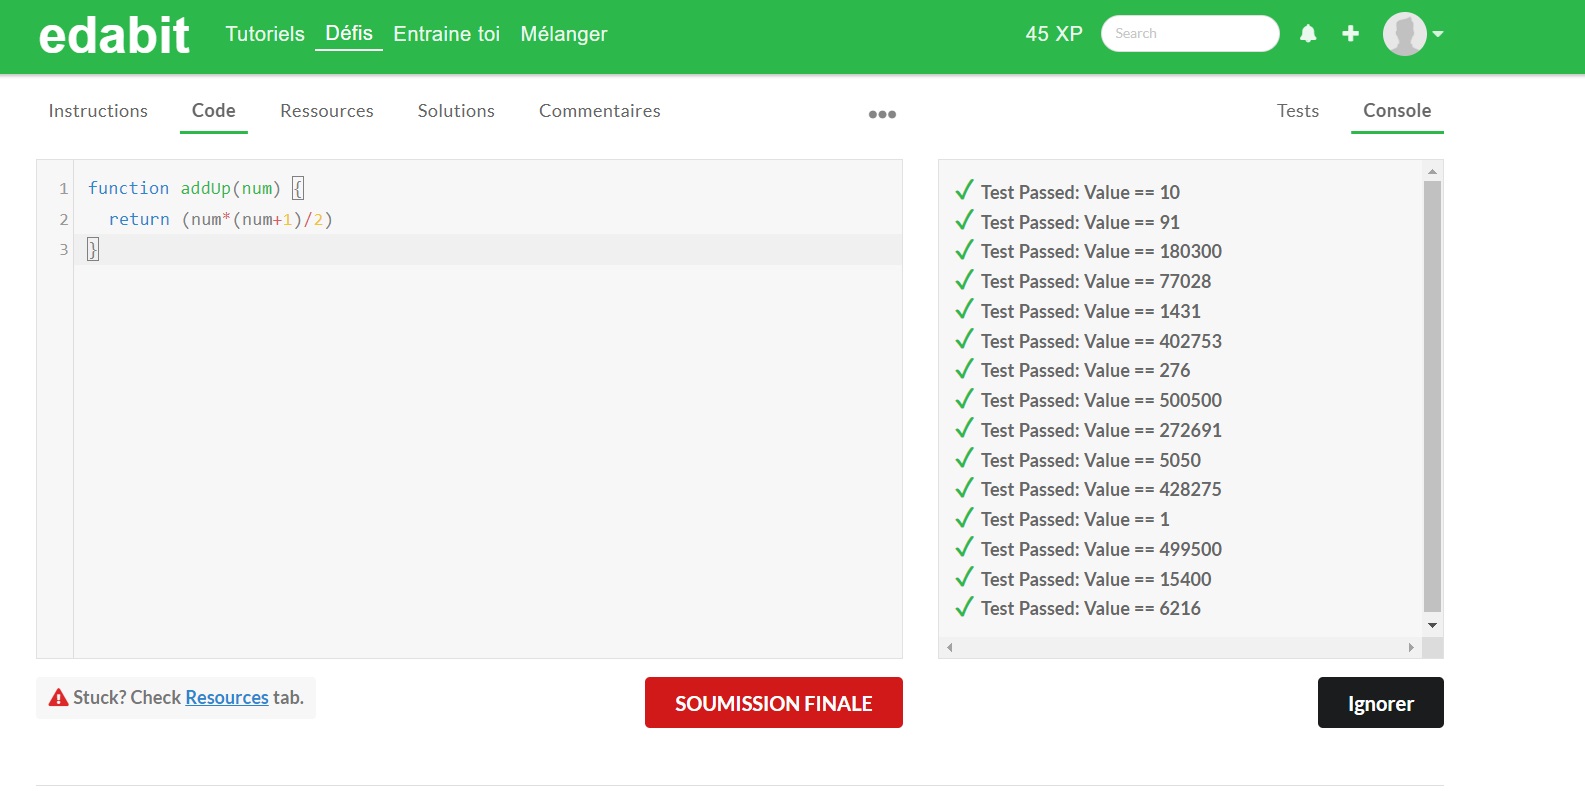 edabit Tutoriels Défis Entraine toi Mélanger 45 XP Search
Instructions Code Ressources Solutions Commentaires Tests Console
1 function addUp(num) {
2 return (num*(num+1)/2)
3 }
Test Passed: Value == 10
Test Passed: Value == 91
Test Passed: Value == 180300
Test Passed: Value == 77028
Test Passed: Value == 1431
Test Passed: Value == 402753
Test Passed: Value == 276
Test Passed: Value == 500500
Test Passed: Value == 272691
Test Passed: Value == 5050
Test Passed: Value == 428275
Test Passed: Value == 1
Test Passed: Value == 499500
Test Passed: Value == 15400
Test Passed: Value == 6216
Stuck? Check Resources tab.
SOUMISSION FINALE
Ignorer